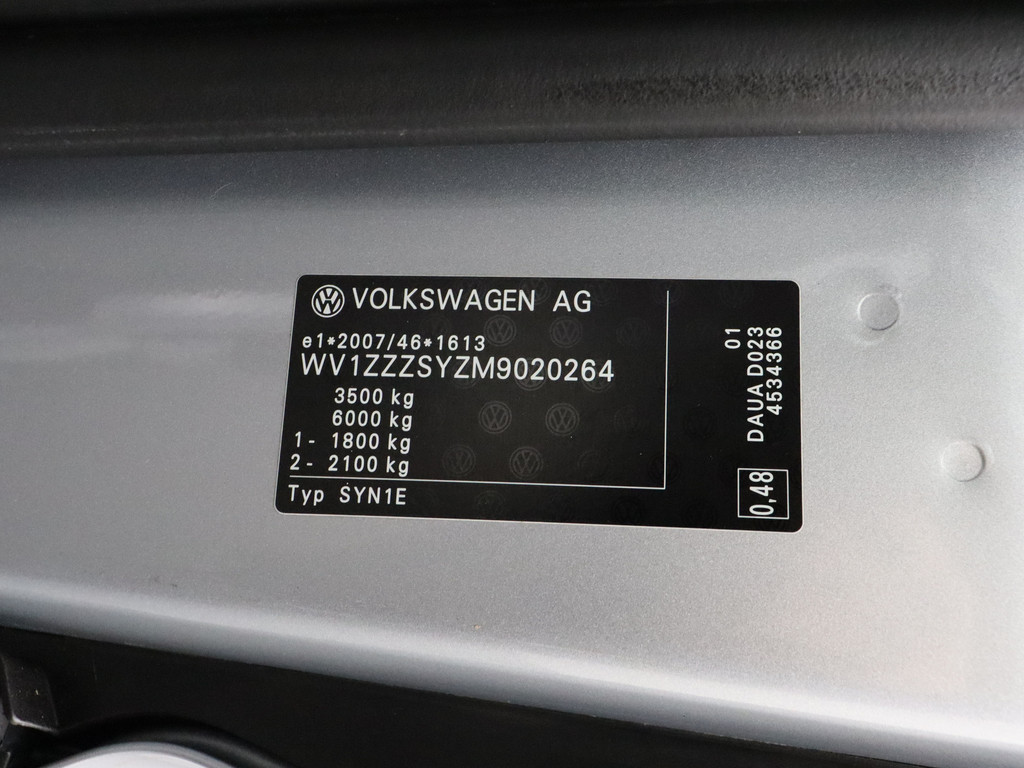 VOLKSWAGEN AG
e1*2007/46*1613
WV1ZZZSYZM9020264
3500 kg
6000 kg
1- 1800 kg
2- 2100 kg
Typ SYN1E
01
DAUA D023
4534366
0,48